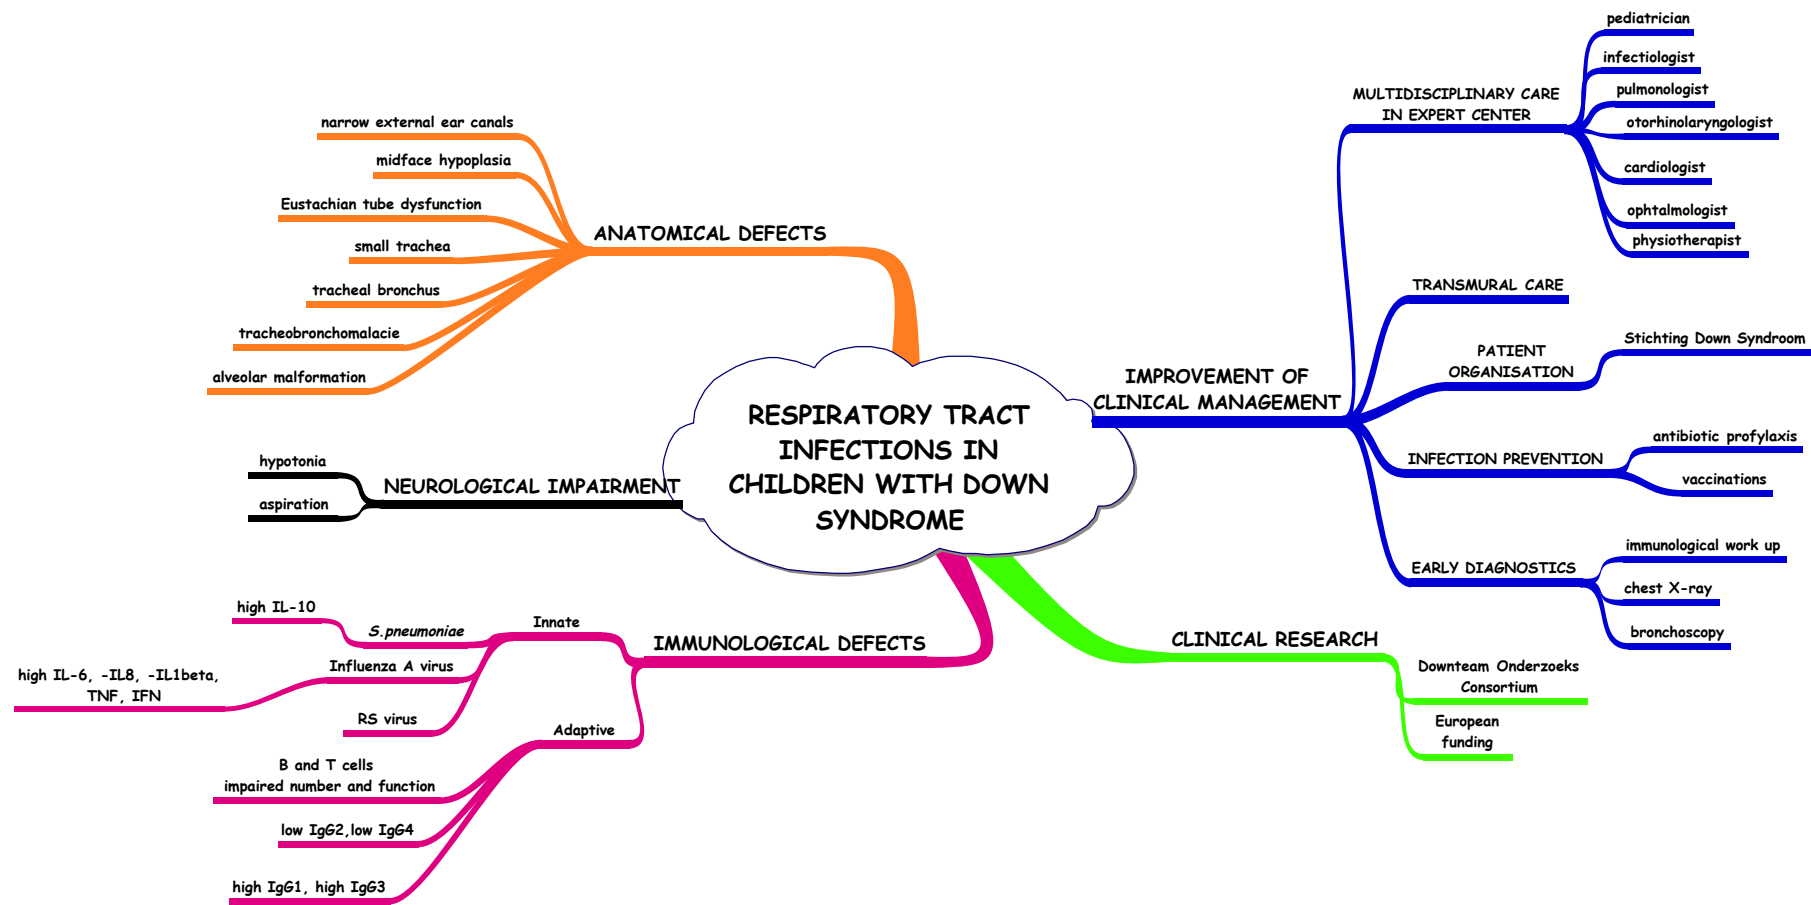 RESPIRATORY TRACT
INFECTIONS IN
CHILDREN WITH DOWN
SYNDROME
ANATOMICAL DEFECTS
narrow external ear canals
midface hypoplasia
Eustachian tube dysfunction
small trachea
tracheal bronchus
tracheobronchomalacie
alveolar malformation
NEUROLOGICAL IMPAIRMENT
hypotonia
aspiration
IMMUNOLOGICAL DEFECTS
Innate
S.pneumoniae
high IL-10
Influenza A virus
high IL-6, -IL8, -IL1beta,
TNF, IFN
RS virus
Adaptive
B and T cells
impaired number and function
low IgG2,low IgG4
high IgG1, high IgG3
IMPROVEMENT OF
CLINICAL MANAGEMENT
MULTIDISCIPLINARY CARE
IN EXPERT CENTER
pediatrician
infectiologist
pulmonologist
otorhinolaryngologist
cardiologist
ophtalmologist
physiotherapist
TRANSMURAL CARE
PATIENT
ORGANISATION
Stichting Down Syndroom
INFECTION PREVENTION
antibiotic profylaxis
vaccinations
EARLY DIAGNOSTICS
immunological work up
chest X-ray
bronchoscopy
CLINICAL RESEARCH
Downteam Onderzoeks
Consortium
European
funding